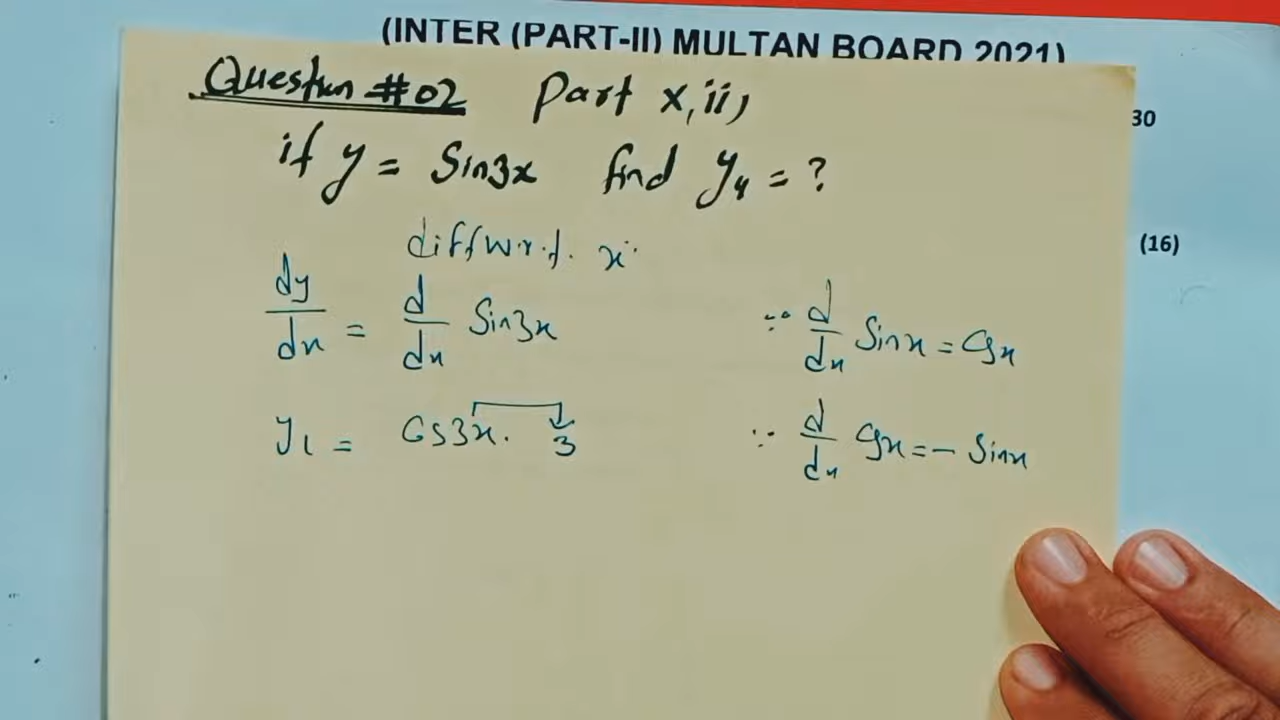 (INTER (PART-II) MULTAN BOARD 2021)
Question #02 Part x,ii,
30
if y = Sin3x find y₄ = ?
(16)
diff w.r.t. x
dy/dx = d/dx Sin3x
∵ d/dx Sinx = Cosx
y₁ = Cos3x. 3
∵ d/dx Cosx = - Sinx